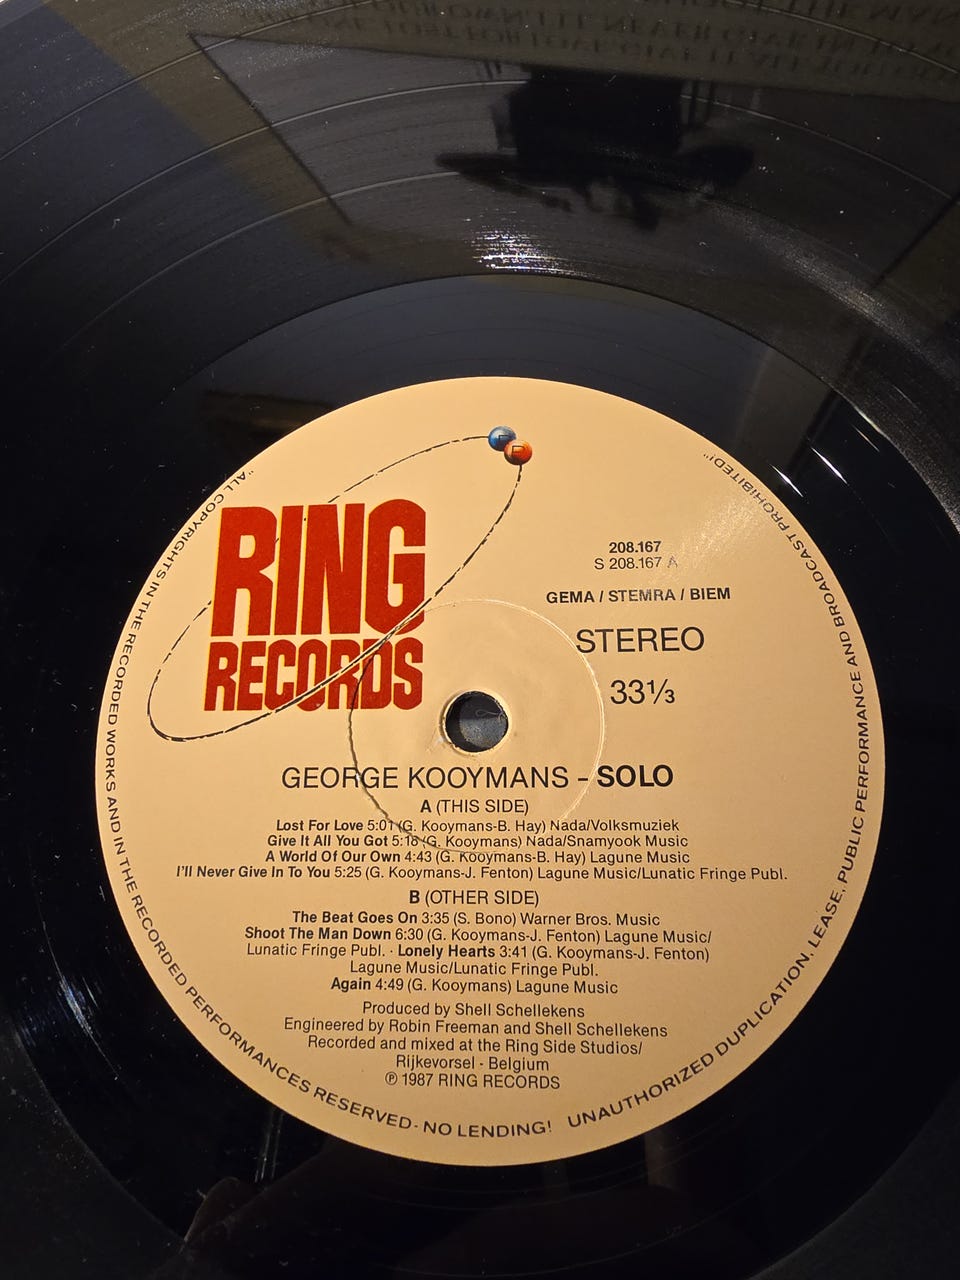 RING
RECORDS
208.167
S 208.167 A
GEMA / STEMRA / BIEM
STEREO
33⅓
GEORGE KOOYMANS - SOLO
A (THIS SIDE)
Lost For Love 5:01 (G. Kooymans-B. Hay) Nada/Volksmuziek
Give It All You Got 5:18 (G. Kooymans) Nada/Snamyook Music
A World Of Our Own 4:43 (G. Kooymans-B. Hay) Lagune Music
I'll Never Give In To You 5:25 (G. Kooymans-J. Fenton) Lagune Music/Lunatic Fringe Publ.
B (OTHER SIDE)
The Beat Goes On 3:35 (S. Bono) Warner Bros. Music
Shoot The Man Down 6:30 (G. Kooymans-J. Fenton) Lagune Music/
Lunatic Fringe Publ. · Lonely Hearts 3:41 (G. Kooymans-J. Fenton)
Lagune Music/Lunatic Fringe Publ.
Again 4:49 (G. Kooymans) Lagune Music
Produced by Shell Schellekens
Engineered by Robin Freeman and Shell Schellekens
Recorded and mixed at the Ring Side Studios/
Rijkevorsel - Belgium
℗ 1987 RING RECORDS
"ALL COPYRIGHTS IN THE RECORDED WORKS AND IN THE RECORDED PERFORMANCES RESERVED - NO LENDING! UNAUTHORIZED DUPLICATION, LEASE, PUBLIC PERFORMANCE AND BROADCAST PROHIBITED!"